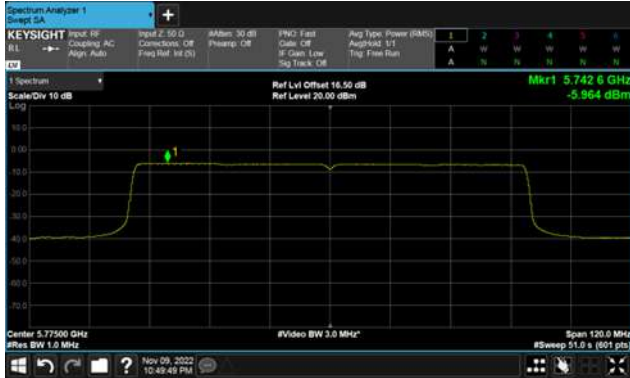 Spectrum Analyzer 1
Swept SA
KEYSIGHT
RL
Input: RF
Coupling: AC
Align: Auto
Input Z: 50 Ω
Corrections: Off
Freq Ref: Int (S)
#Atten: 30 dB
Preamp: Off
PNO: Fast
Gate: Off
IF Gain: Low
Sig Track: Off
Avg Type: Power (RMS)
Avg|Hold: 1/1
Trig: Free Run
1 2 3 4 5 6
A W W W W W
A N N N N N
1 Spectrum
Scale/Div 10 dB
Log
Ref Lvl Offset 16.50 dB
Ref Level 20.00 dBm
Mkr1 5.742 6 GHz
-5.964 dBm
10.0
0.00
-10.0
-20.0
-30.0
-40.0
-50.0
-60.0
-70.0
1
Center 5.77500 GHz
#Res BW 1.0 MHz
#Video BW 3.0 MHz*
Span 120.0 MHz
#Sweep 51.0 s (601 pts)
?
Nov 09, 2022
10:49:49 PM